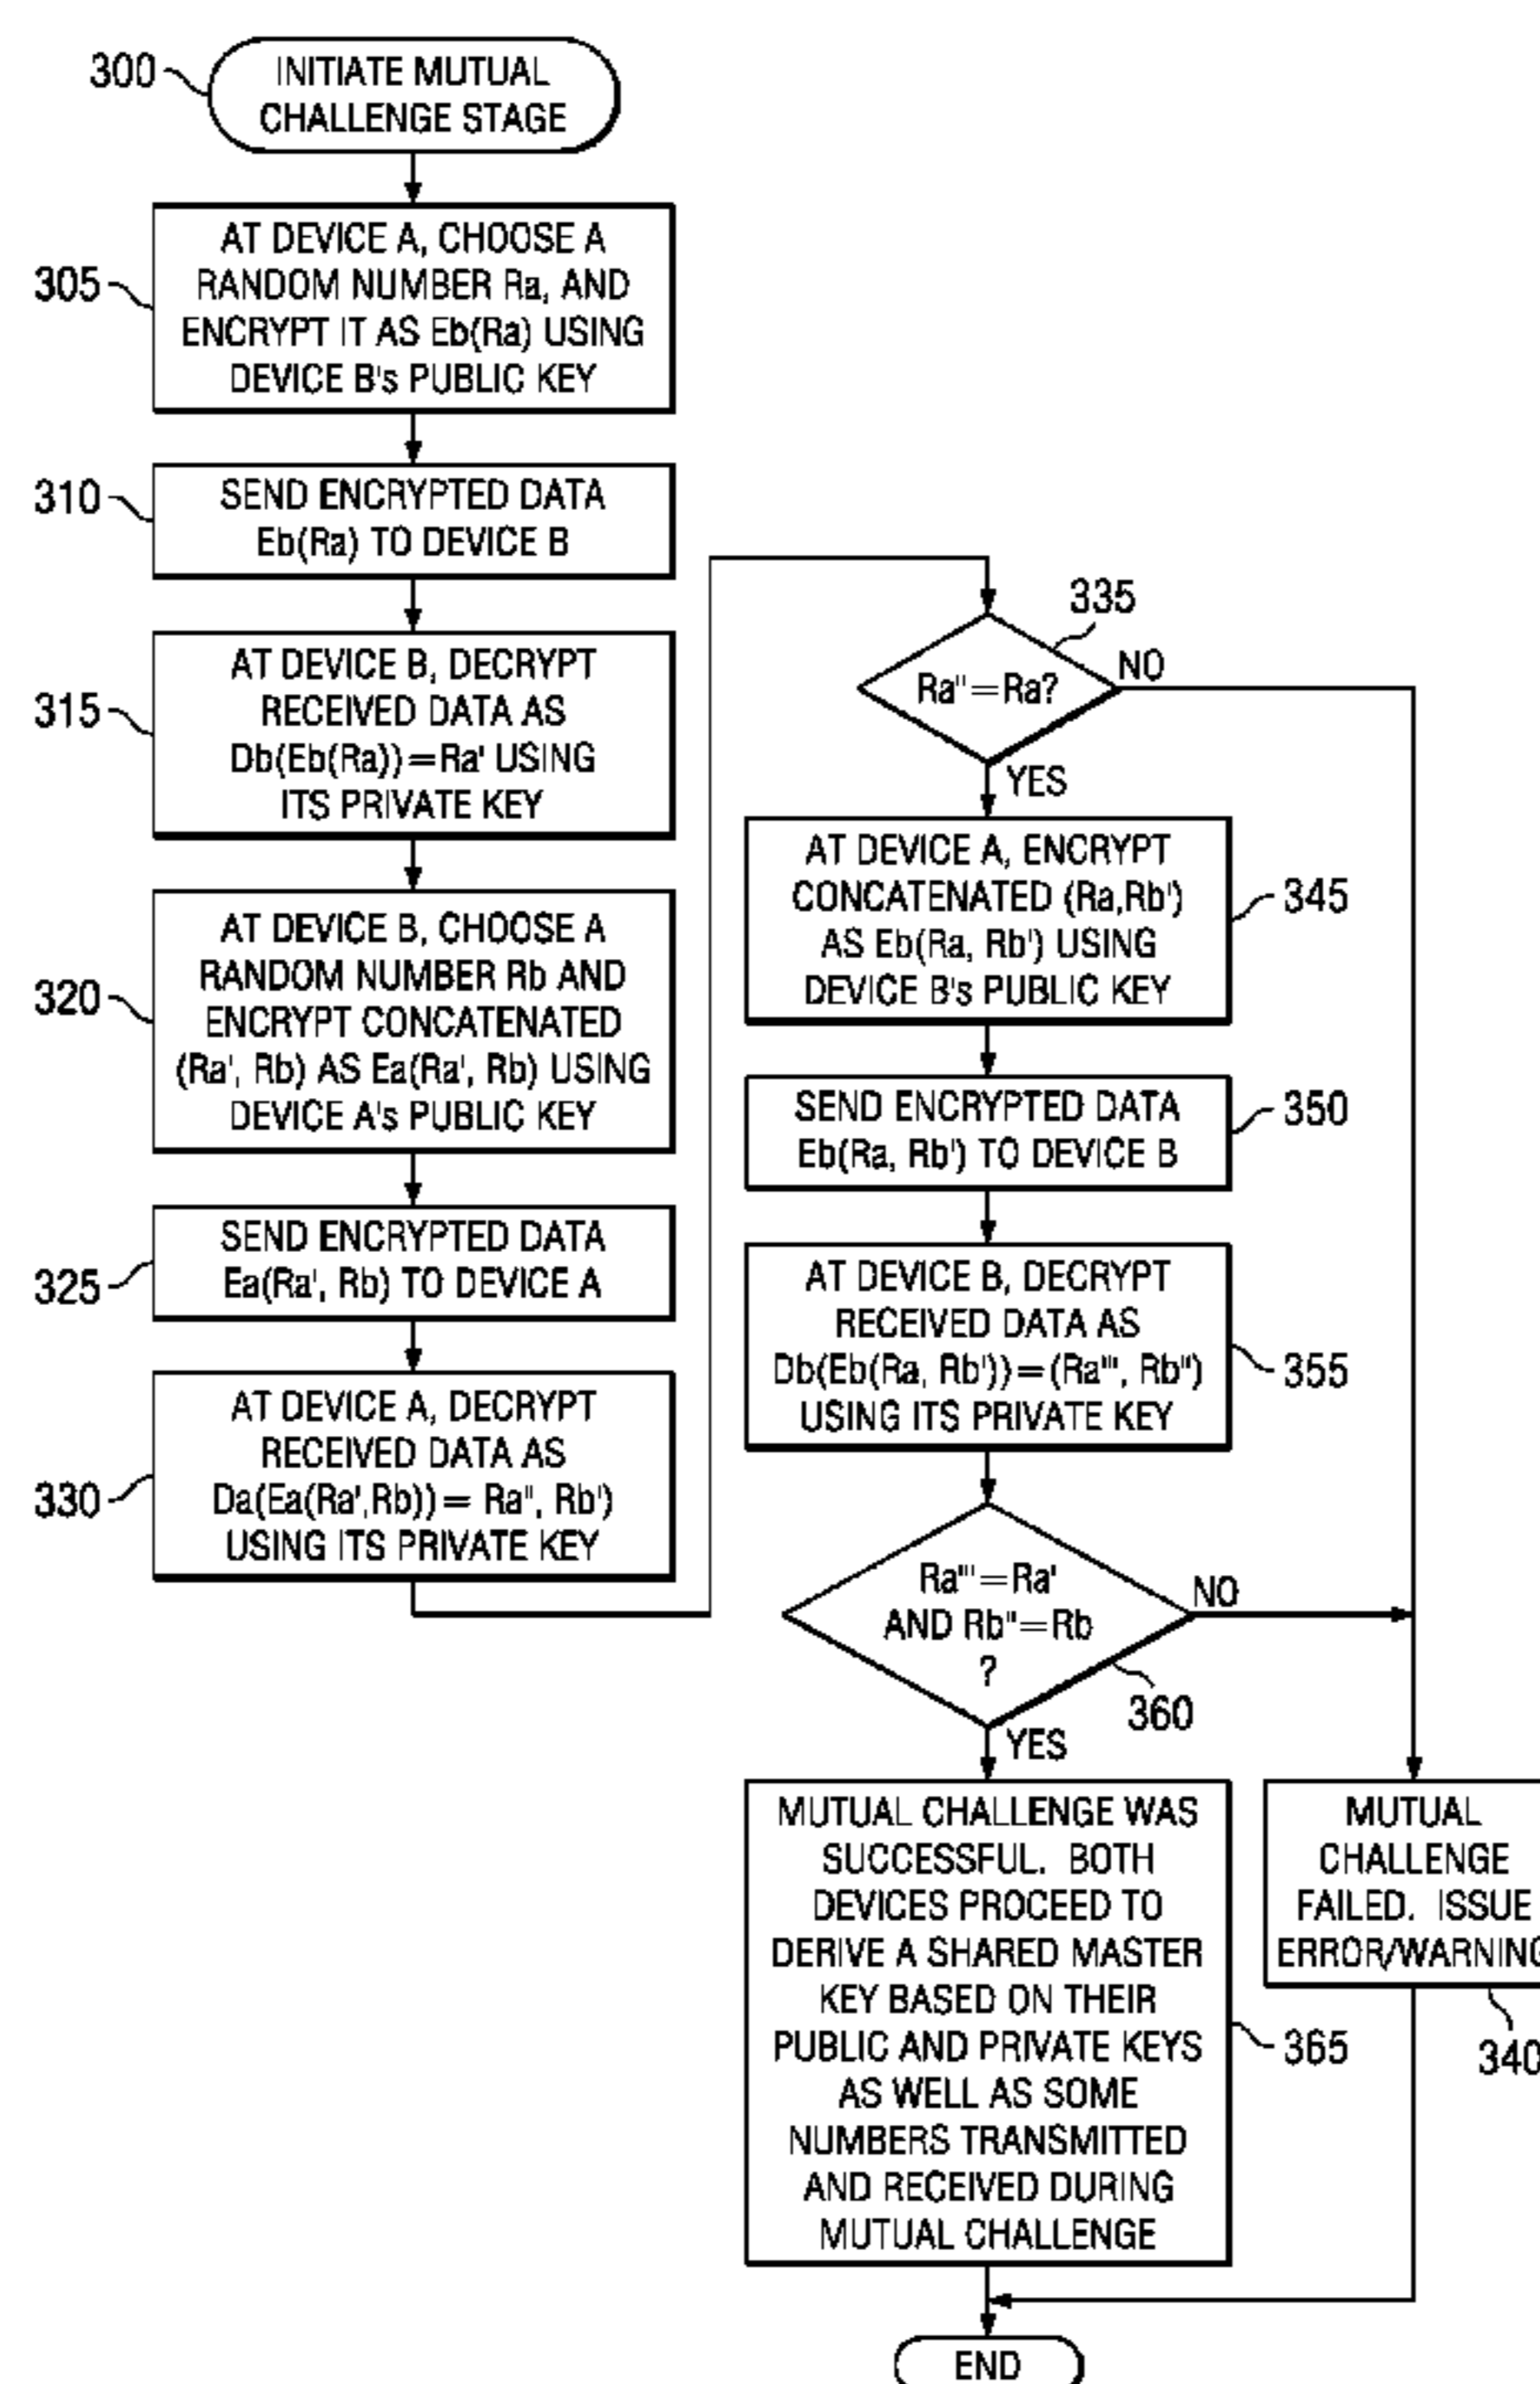 300
INITIATE MUTUAL
CHALLENGE STAGE
305
AT DEVICE A, CHOOSE A
RANDOM NUMBER Ra, AND
ENCRYPT IT AS Eb(Ra) USING
DEVICE B's PUBLIC KEY
310
SEND ENCRYPTED DATA
Eb(Ra) TO DEVICE B
315
AT DEVICE B, DECRYPT
RECEIVED DATA AS
Db(Eb(Ra))=Ra' USING
ITS PRIVATE KEY
320
AT DEVICE B, CHOOSE A
RANDOM NUMBER Rb AND
ENCRYPT CONCATENATED
(Ra', Rb) AS Ea(Ra', Rb) USING
DEVICE A's PUBLIC KEY
325
SEND ENCRYPTED DATA
Ea(Ra', Rb) TO DEVICE A
330
AT DEVICE A, DECRYPT
RECEIVED DATA AS
Da(Ea(Ra',Rb))= Ra", Rb')
USING ITS PRIVATE KEY
335
Ra"=Ra?
NO
YES
AT DEVICE A, ENCRYPT
CONCATENATED (Ra,Rb')
AS Eb(Ra, Rb') USING
DEVICE B's PUBLIC KEY
345
SEND ENCRYPTED DATA
Eb(Ra, Rb') TO DEVICE B
350
AT DEVICE B, DECRYPT
RECEIVED DATA AS
Db(Eb(Ra, Rb'))=(Ra"', Rb")
USING ITS PRIVATE KEY
355
Ra"'=Ra'
AND Rb"=Rb
?
NO
360
YES
MUTUAL CHALLENGE WAS
SUCCESSFUL. BOTH
DEVICES PROCEED TO
DERIVE A SHARED MASTER
KEY BASED ON THEIR
PUBLIC AND PRIVATE KEYS
AS WELL AS SOME
NUMBERS TRANSMITTED
AND RECEIVED DURING
MUTUAL CHALLENGE
365
MUTUAL
CHALLENGE
FAILED. ISSUE
ERROR/WARNING
340
END